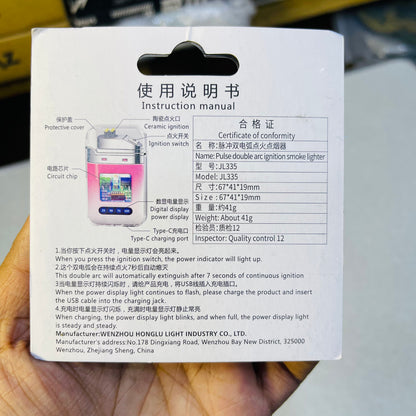 使用说明书
Instruction manual
保护盖
Protective cover
陶瓷点火口
Ceramic ignition
点火开关
Ignition switch
电路芯片
Circuit chip
数显电量显示
Digital display
power display
Type-C充电口
Type-C charging port
合格证
Certificate of conformity
名称:脉冲双电弧点火点烟器
Name: Pulse double arc ignition smoke lighter
型号:JL335
Model: JL335
尺寸:67*41*19mm
Size: 67*41*19mm
重:约41g
Weight: About 41g
检验员:质检12
Inspector: Quality control 12
1.当你按下点火开关时，电量显示灯会亮起来。
When you press the ignition switch, the power indicator will light up.
2.这个双电弧会在持续点火7秒后自动熄灭
This double arc will automatically extinguish after 7 seconds of continuous ignition
3.当电量显示灯持续闪烁时，请给产品充电，将USB线插入充电插口。
When the power display light continues to flash, please charge the product and insert
the USB cable into the charging jack.
4.充电时电量显示灯闪烁，充满时电量显示灯静止常亮
When charging, the power display light blinks, and when full, the power display light
is steady and steady.
Manufacturer: WENZHOU HONGLU LIGHT INDUSTRY CO., LTD.
Manufacturer's address:No.178 Dingxiang Road, Wenzhou Bay New District, 325000
Wenzhou, Zhejiang Sheng, China